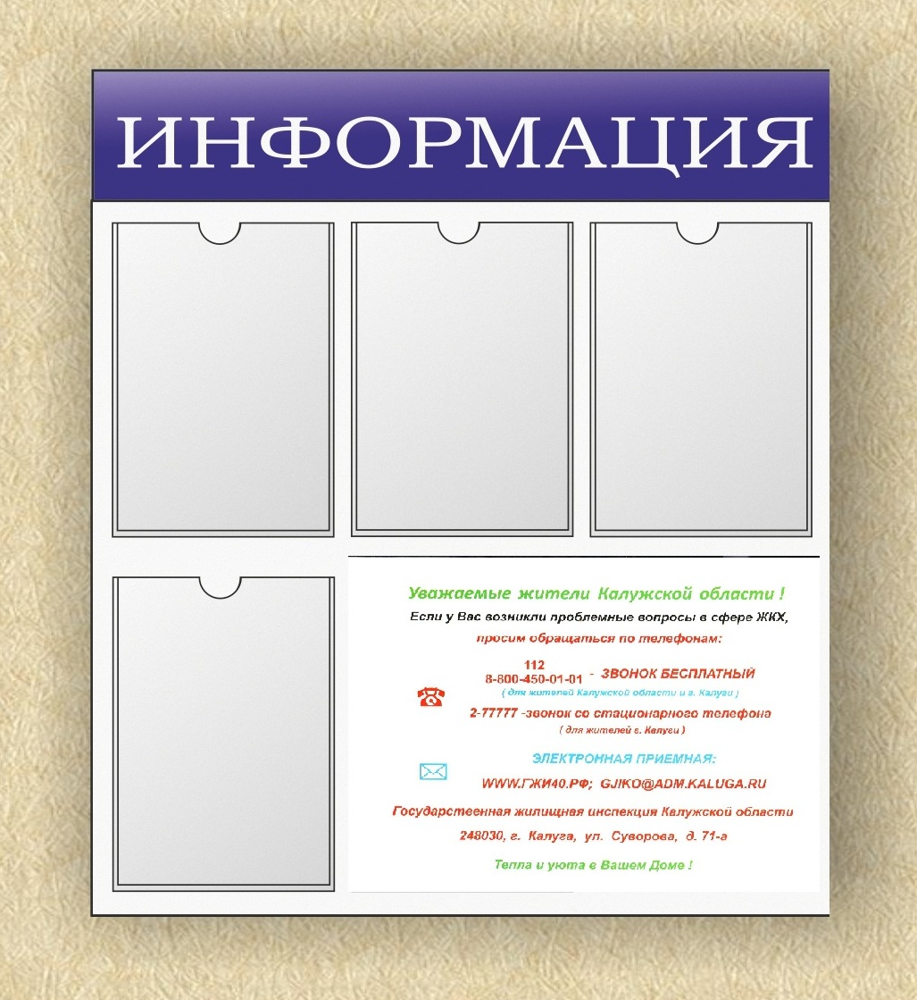 ИНФОРМАЦИЯ
Уважаемые жители Калужской области !
Если у Вас возникли проблемные вопросы в сфере ЖКХ,
просим обращаться по телефонам:
112
8-800-450-01-01 - ЗВОНОК БЕСПЛАТНЫЙ
( для жителей Калужской области и г. Калуги )
2-77777 -звонок со стационарного телефона
( для жителей г. Калуги )
ЭЛЕКТРОННАЯ ПРИЕМНАЯ:
WWW.ГЖИ40.РФ; GJIKO@ADM.KALUGA.RU
Государственная жилищная инспекция Калужской области
248030, г. Калуга, ул. Суворова, д. 71-а
Тепла и уюта в Вашем Доме !